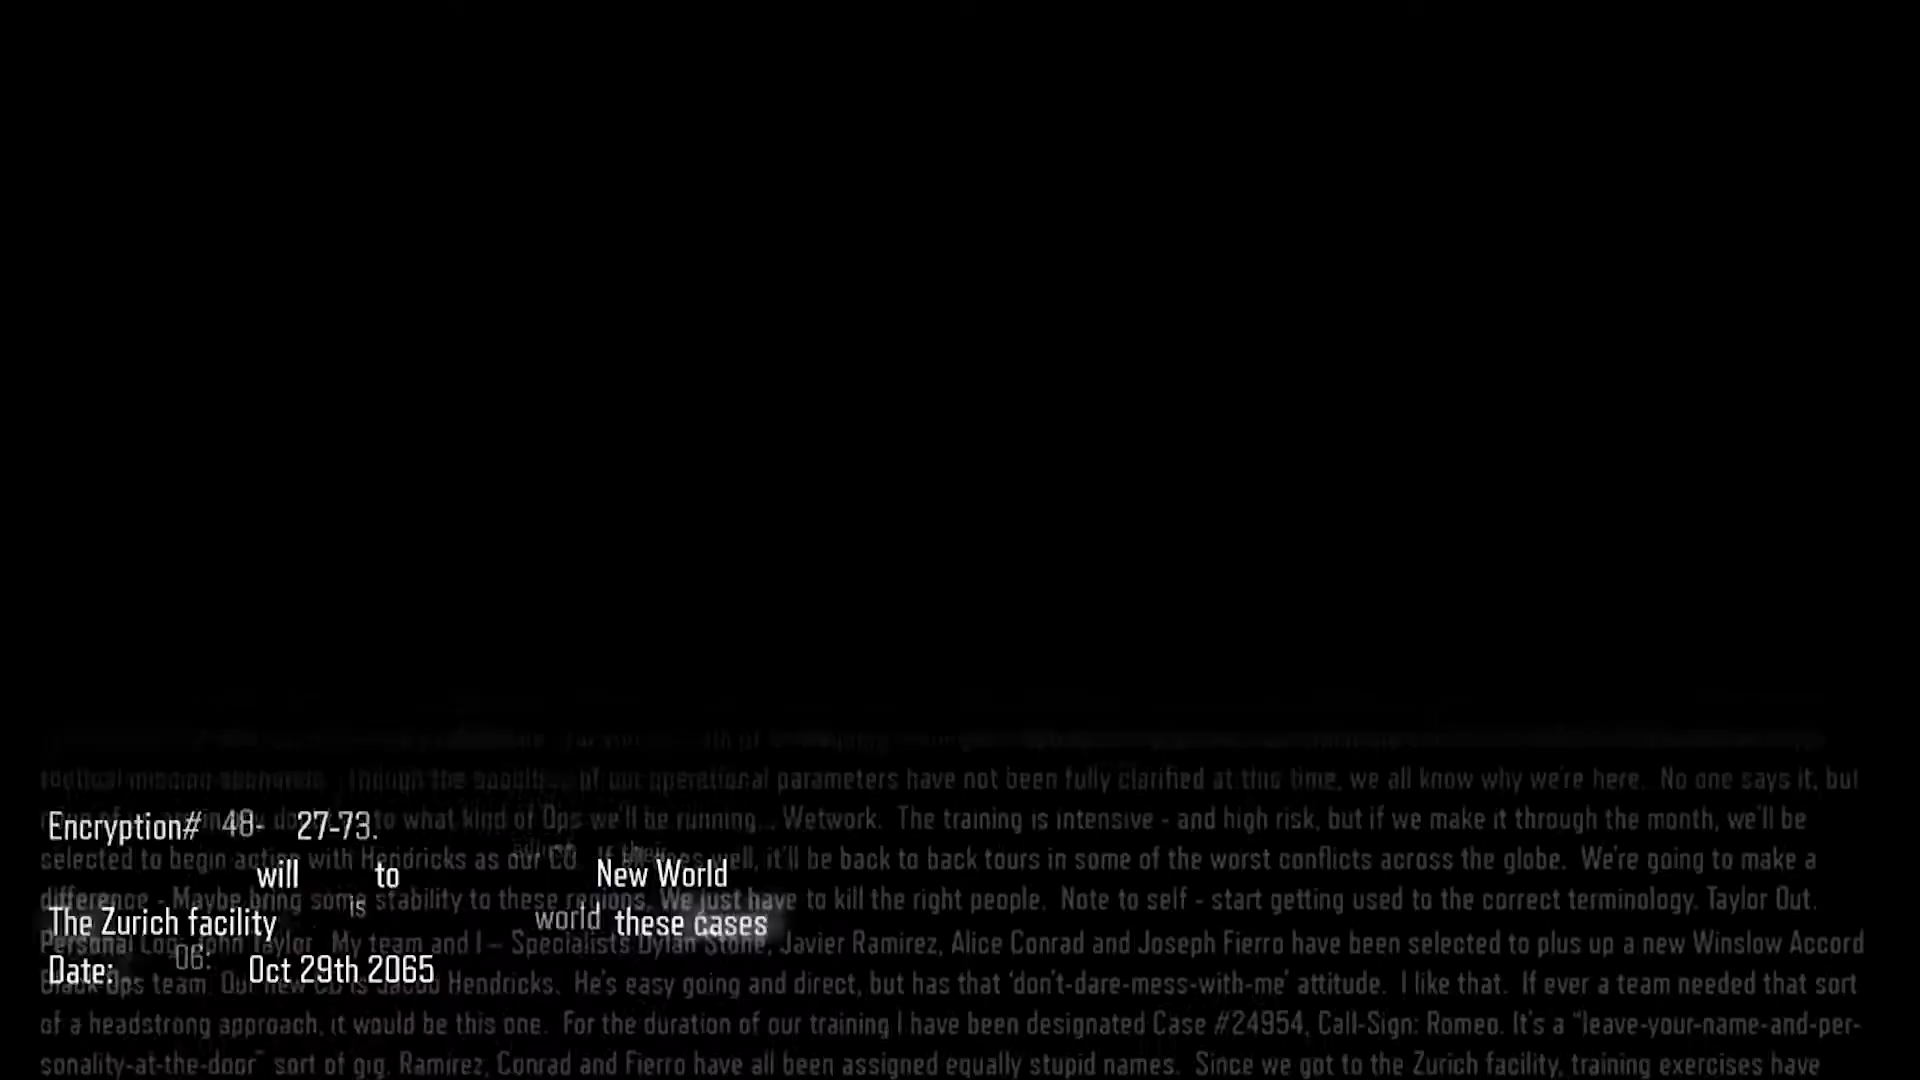 parameters have not been fully clarified at this time, we all know why we're here. No one says it, but
to what kind of Ops we'll be running... Wetwork. The training is intensive - and high risk, but if we make it through the month, we'll be
Encryption# 48- 27-73.
selected to begin action with Hendricks as our CO. If well, it'll be back to back tours in some of the worst conflicts across the globe. We're going to make a
will to New World
difference - Maybe bring some stability to these regions. We just have to kill the right people. Note to self - start getting used to the correct terminology. Taylor Out.
The Zurich facility is world these cases
Personal Log: John Taylor. My team and I – Specialists Dylan Stone, Javier Ramirez, Alice Conrad and Joseph Fierro have been selected to plus up a new Winslow Accord
Date: 06: Oct 29th 2065
Black Ops team. Our new CO is Jacob Hendricks. He's easy going and direct, but has that 'don't-dare-mess-with-me' attitude. I like that. If ever a team needed that sort
of a headstrong approach, it would be this one. For the duration of our training I have been designated Case #24954, Call-Sign: Romeo. It's a "leave-your-name-and-per-
sonality-at-the-door" sort of gig. Ramirez, Conrad and Fierro have all been assigned equally stupid names. Since we got to the Zurich facility, training exercises have